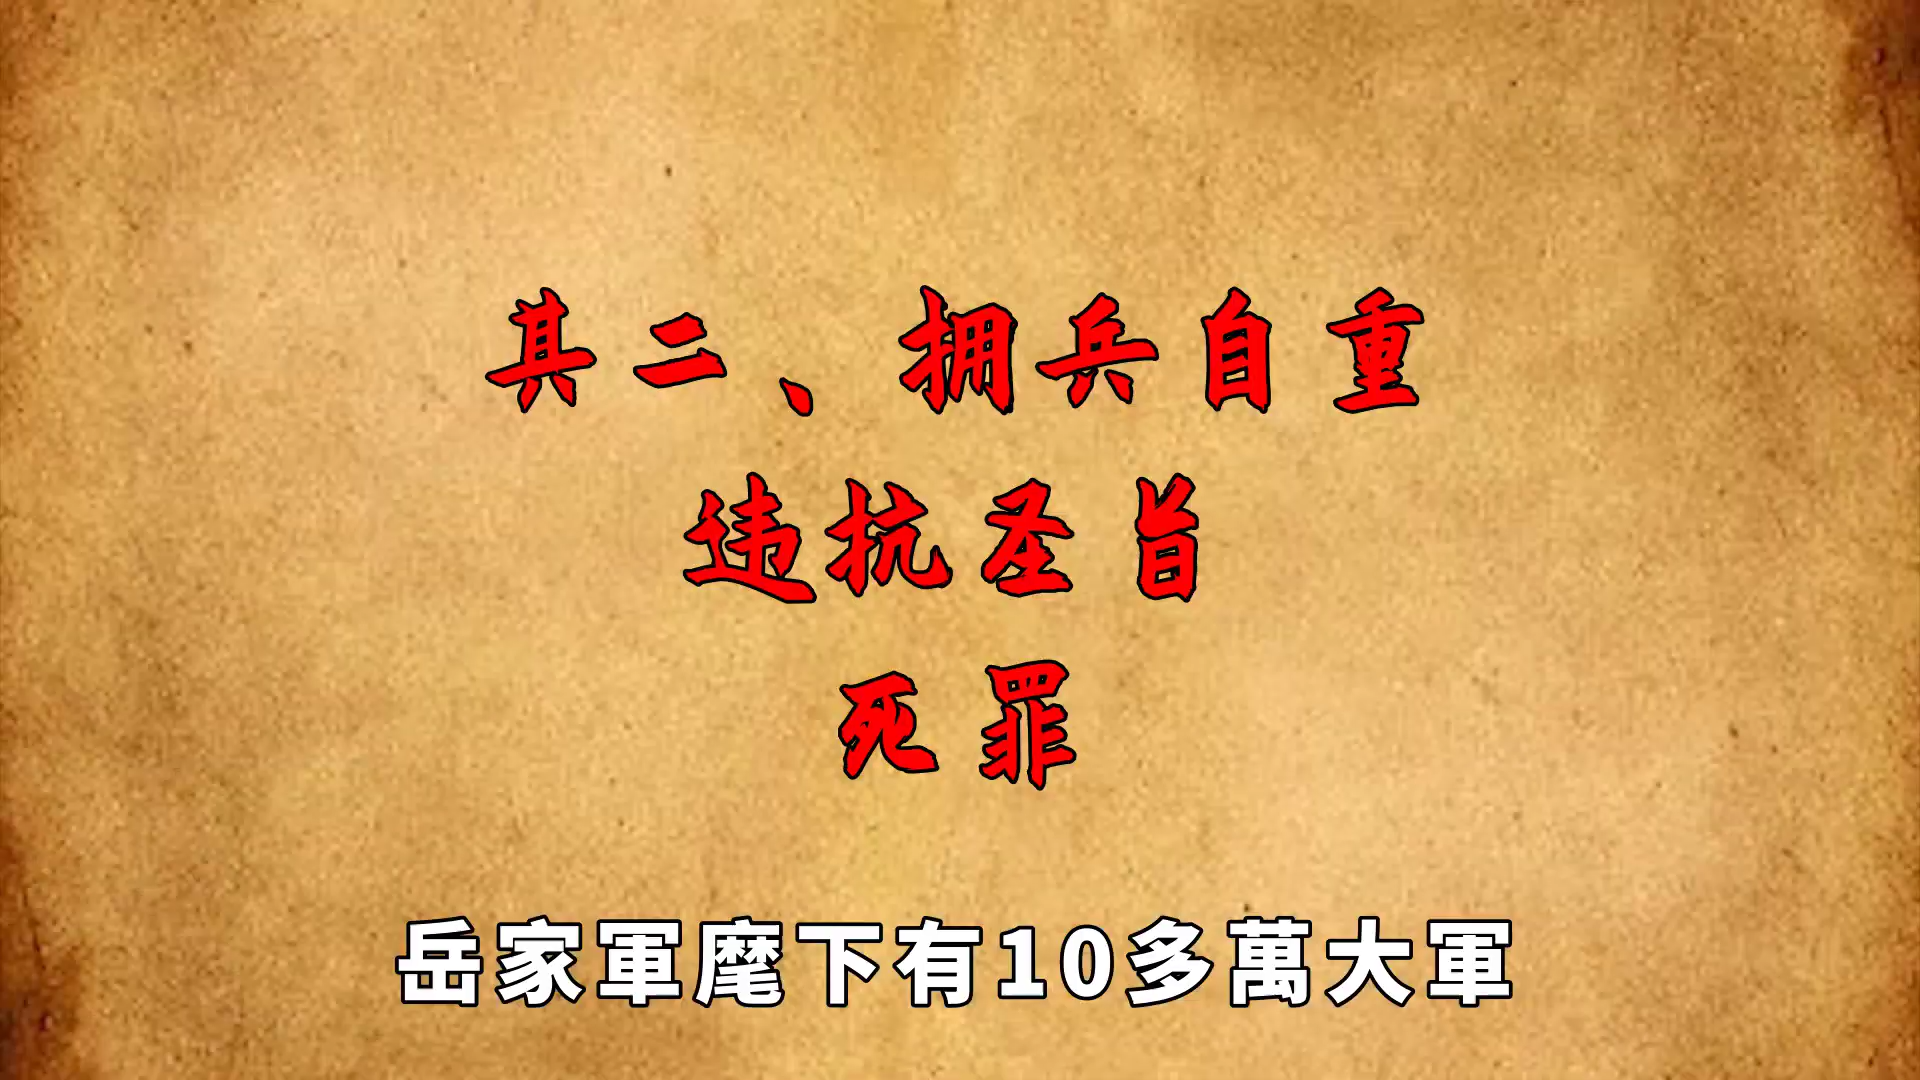 其二、拥兵自重
违抗圣旨
死罪
岳家軍麾下有10多萬大軍